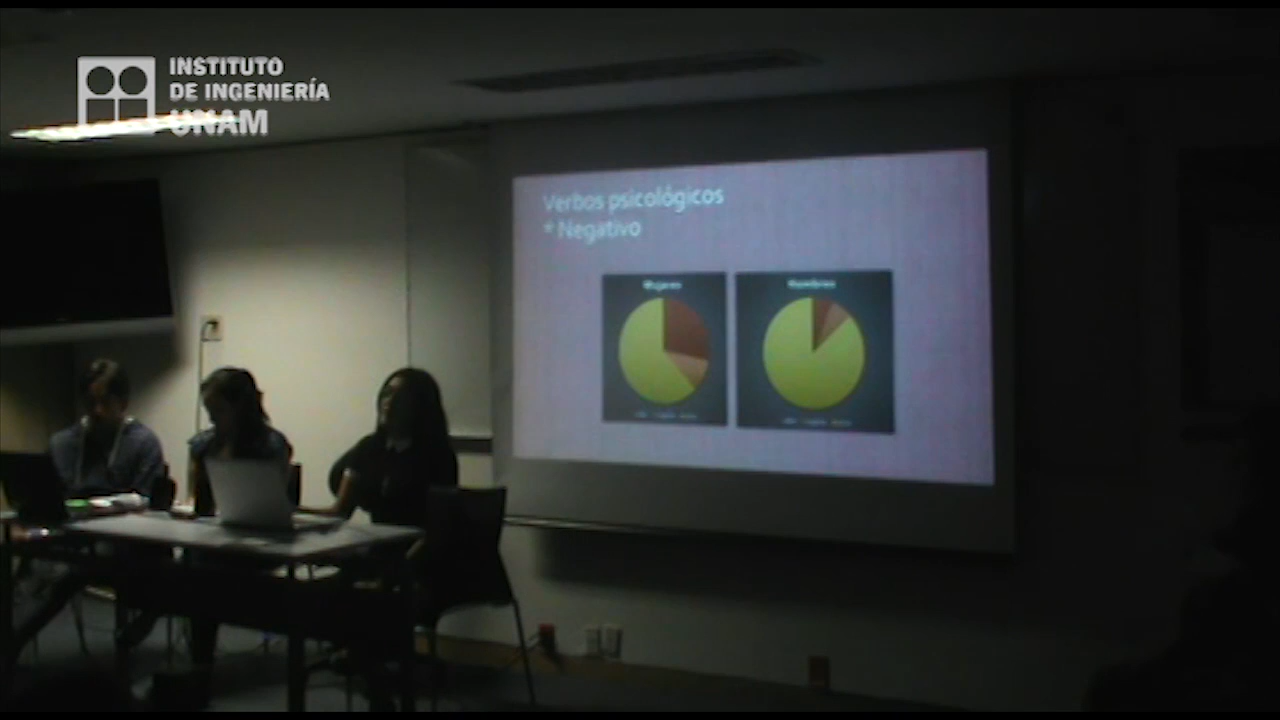 INSTITUTO
DE INGENIERÍA
UNAM
Verbos psicológicos
* Negativo
Mujeres
Hombres